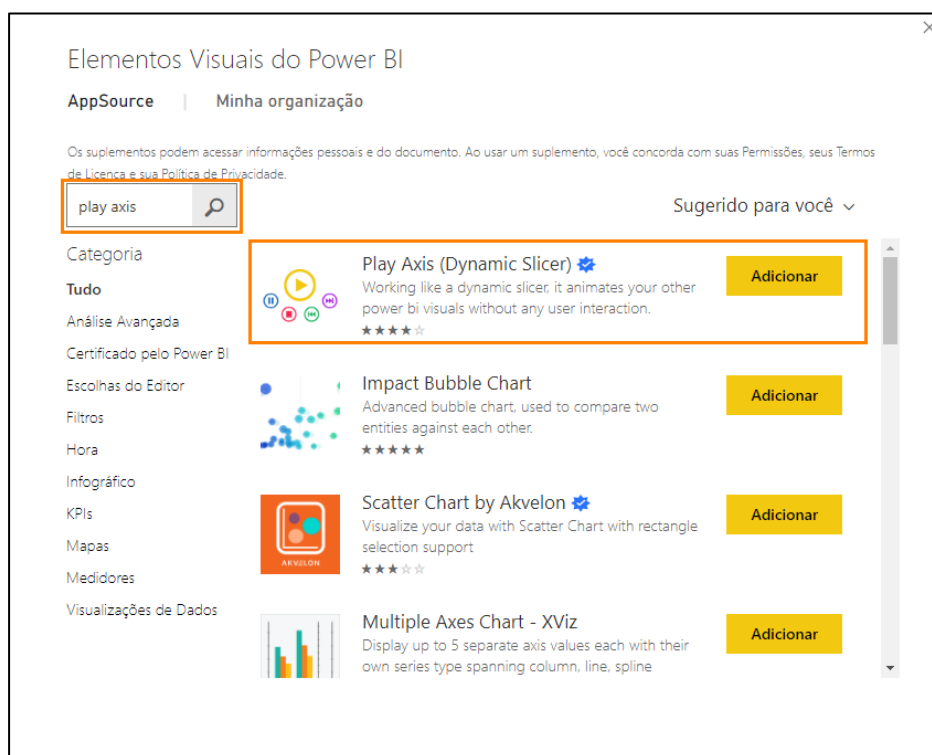 Elementos Visuais do Power BI
AppSource | Minha organização
Os suplementos podem acessar informações pessoais e do documento. Ao usar um suplemento, você concorda com suas Permissões, seus Termos
de Licença e sua Política de Privacidade.
play axis
Sugerido para você
Categoria
Tudo
Análise Avançada
Certificado pelo Power BI
Escolhas do Editor
Filtros
Hora
Infográfico
KPIs
Mapas
Medidores
Visualizações de Dados
Play Axis (Dynamic Slicer)
Working like a dynamic slicer, it animates your other
power bi visuals without any user interaction.
Adicionar
Impact Bubble Chart
Advanced bubble chart, used to compare two
entities against each other.
Adicionar
AKVELON
Scatter Chart by Akvelon
Visualize your data with Scatter Chart with rectangle
selection support
Adicionar
Multiple Axes Chart - XViz
Display up to 5 separate axis values each with their
own series type spanning column, line, spline
Adicionar